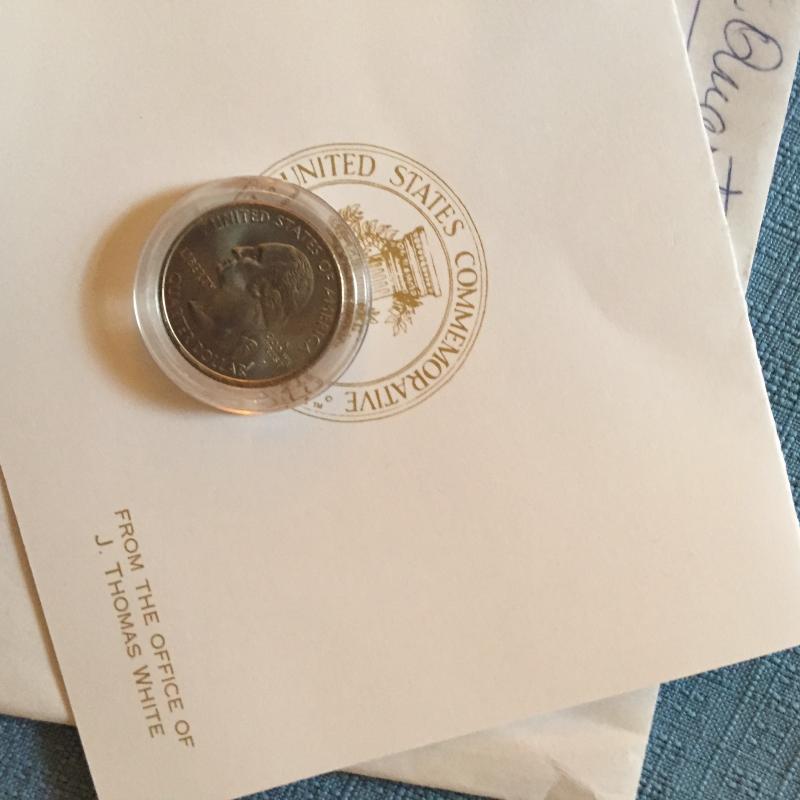 UNITED STATES COMMEMORATIVE
UNITED STATES OF AMERICA
LIBERTY
QUARTER DOLLAR
FROM THE OFFICE OF
J. THOMAS WHITE